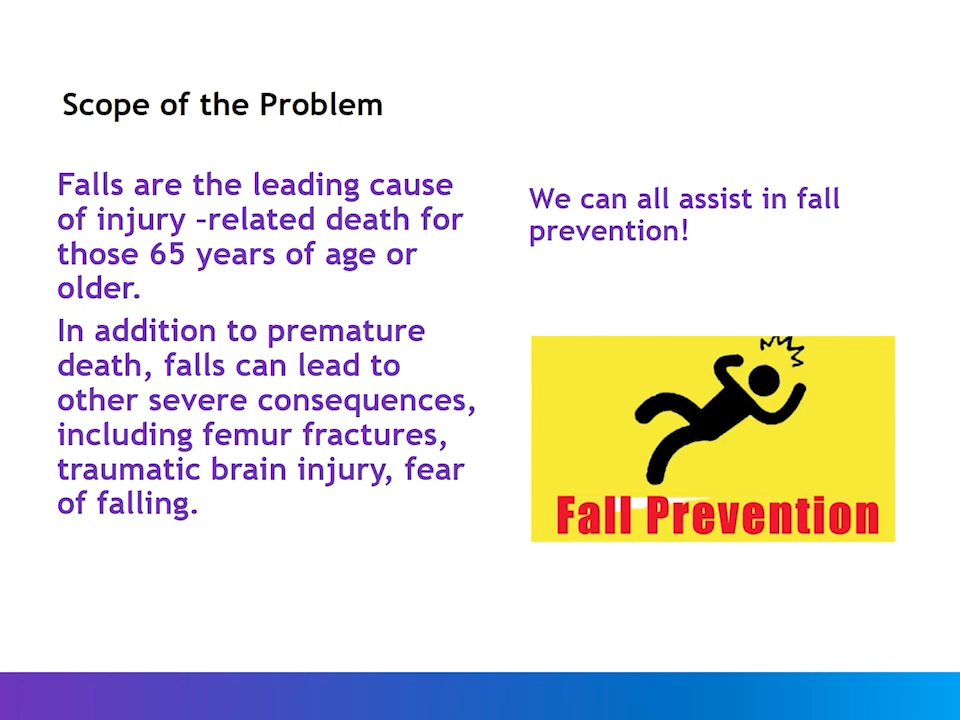 Scope of the Problem
Falls are the leading cause
of injury –related death for
those 65 years of age or
older.
In addition to premature
death, falls can lead to
other severe consequences,
including femur fractures,
traumatic brain injury, fear
of falling.
We can all assist in fall
prevention!
Fall Prevention